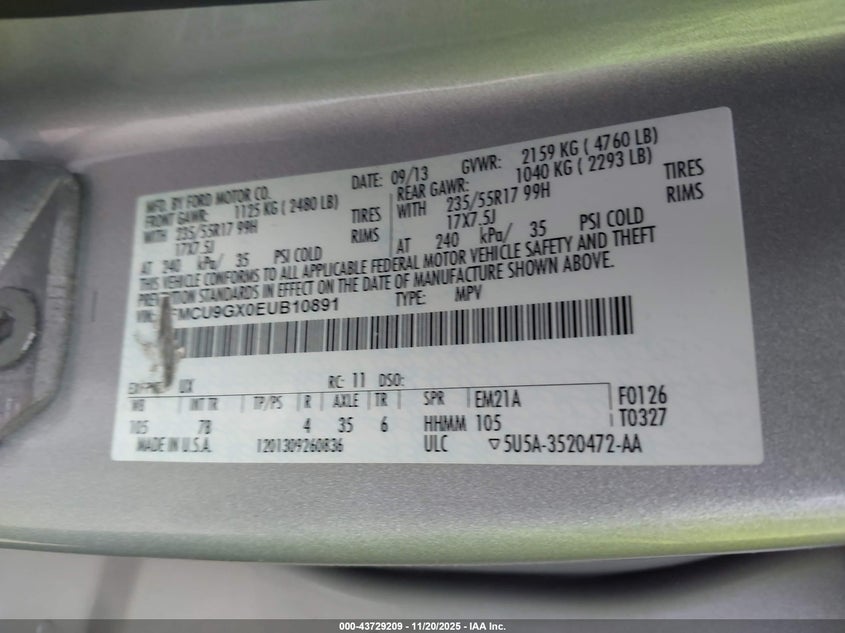 MFD. BY FORD MOTOR CO. DATE: 09/13 GVWR: 2159 KG ( 4760 LB)
FRONT GAWR: 1125 KG ( 2480 LB) REAR GAWR: 1040 KG ( 2293 LB)
WITH 235/55R17 99H TIRES WITH 235/55R17 99H TIRES
17X7.5J RIMS 17X7.5J RIMS
AT 240 kPa/ 35 PSI COLD AT 240 kPa/ 35 PSI COLD
THIS VEHICLE CONFORMS TO ALL APPLICABLE FEDERAL MOTOR VEHICLE SAFETY AND THEFT
PREVENTION STANDARDS IN EFFECT ON THE DATE OF MANUFACTURE SHOWN ABOVE.
VIN: FMCU9GX0EUB10891 TYPE: MPV
UX RC: 11 DSO:
WB INT TR TP/PS R AXLE TR SPR EM21A F0126
105 7B 4 35 6 HHMM 105 T0327
MADE IN U.S.A. 1201309260836 ULC ▽5U5A-3520472-AA
000-43729209 - 11/20/2025 - IAA Inc.